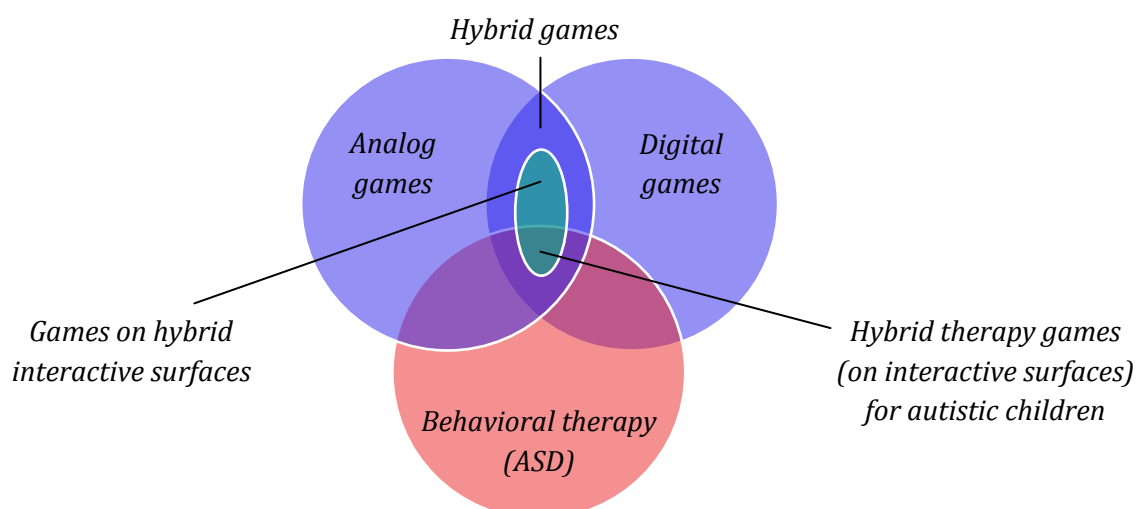 Hybrid games
Analog
games
Digital
games
Games on hybrid
interactive surfaces
Hybrid therapy games
(on interactive surfaces)
for autistic children
Behavioral therapy
(ASD)